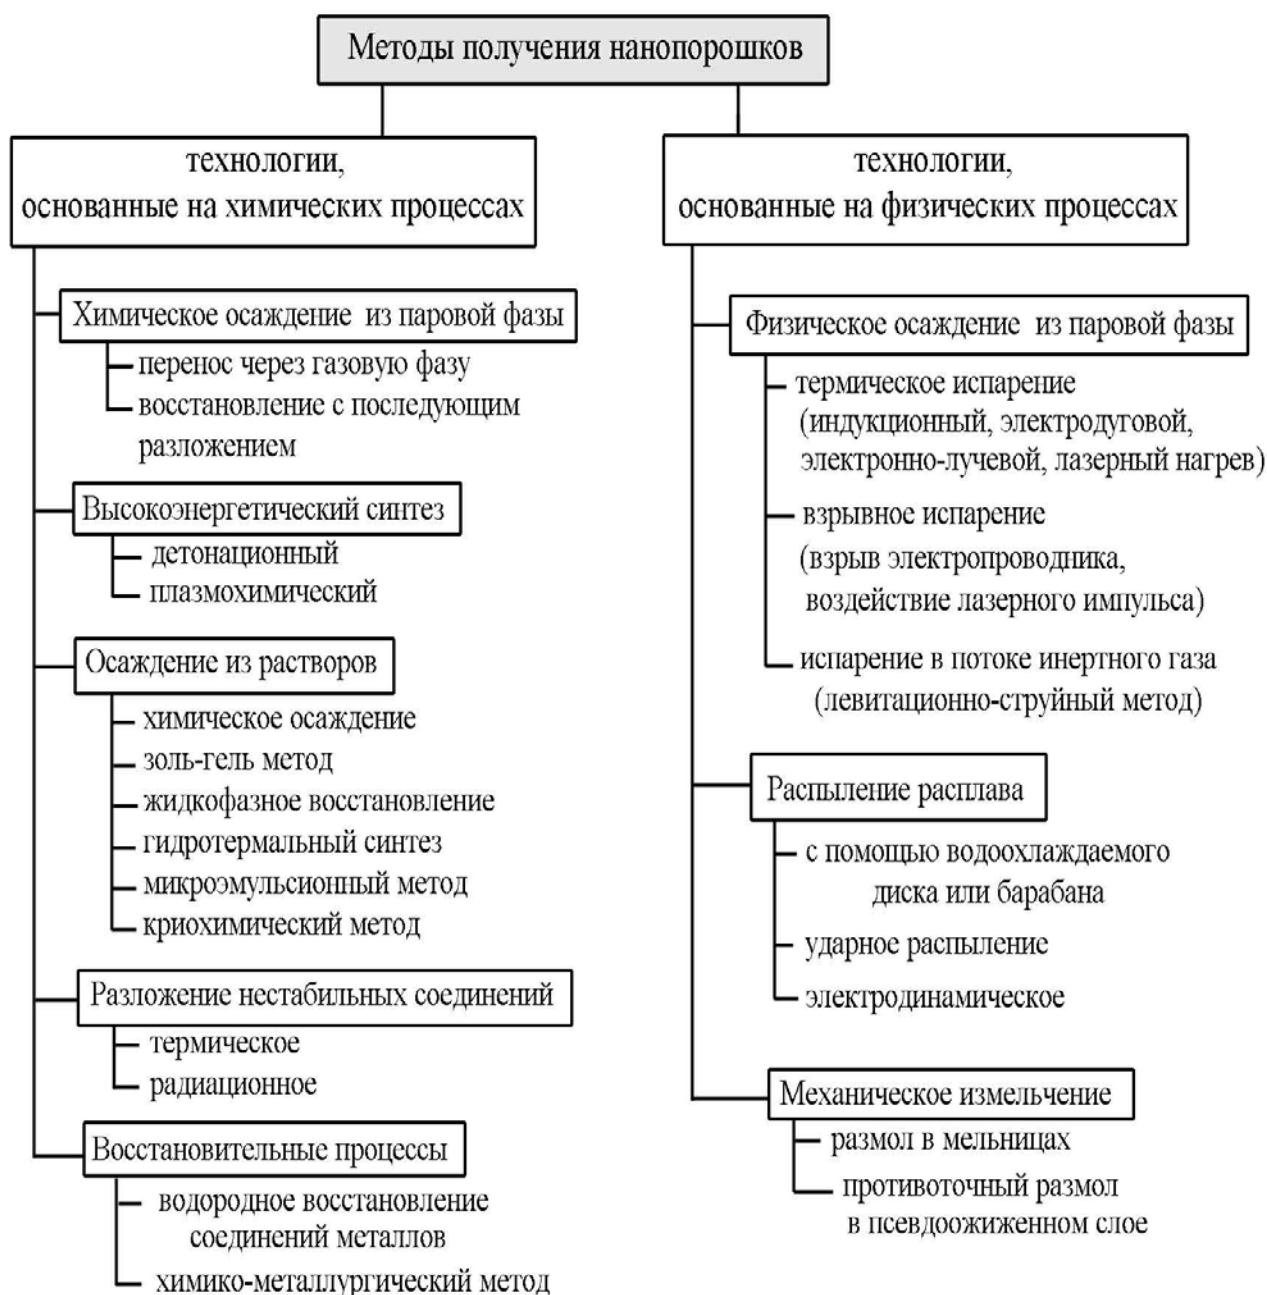 Методы получения нанопорошков
технологии,
основанные на химических процессах
Химическое осаждение из паровой фазы
перенос через газовую фазу
восстановление с последующим
разложением
Высокоэнергетический синтез
детонационный
плазмохимический
Осаждение из растворов
химическое осаждение
золь-гель метод
жидкофазное восстановление
гидротермальный синтез
микроэмульсионный метод
криохимический метод
Разложение нестабильных соединений
термическое
радиационное
Восстановительные процессы
водородное восстановление
соединений металлов
химико-металлургический метод
технологии,
основанные на физических процессах
Физическое осаждение из паровой фазы
термическое испарение
(индукционный, электродуговой,
электронно-лучевой, лазерный нагрев)
взрывное испарение
(взрыв электропроводника,
воздействие лазерного импульса)
испарение в потоке инертного газа
(левитационно-струйный метод)
Распыление расплава
с помощью водоохлаждаемого
диска или барабана
ударное распыление
электродинамическое
Механическое измельчение
размол в мельницах
противоточный размол
в псевдоожиженном слое